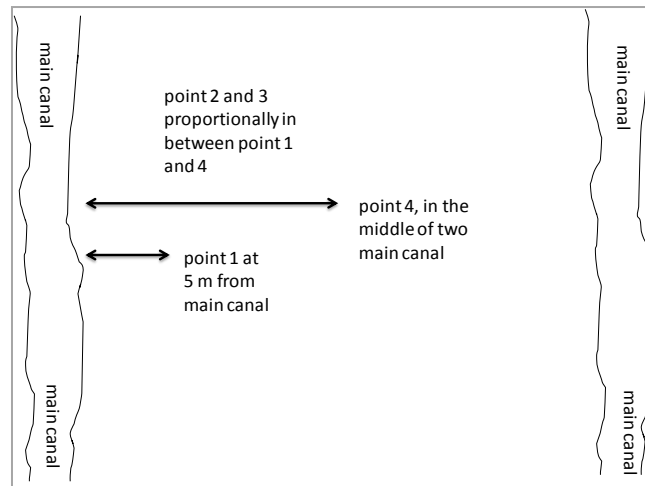 main canal
main canal
point 2 and 3
proportionally in
between point 1
and 4
point 4, in the
middle of two
main canal
point 1 at
5 m from
main canal
main canal
main canal